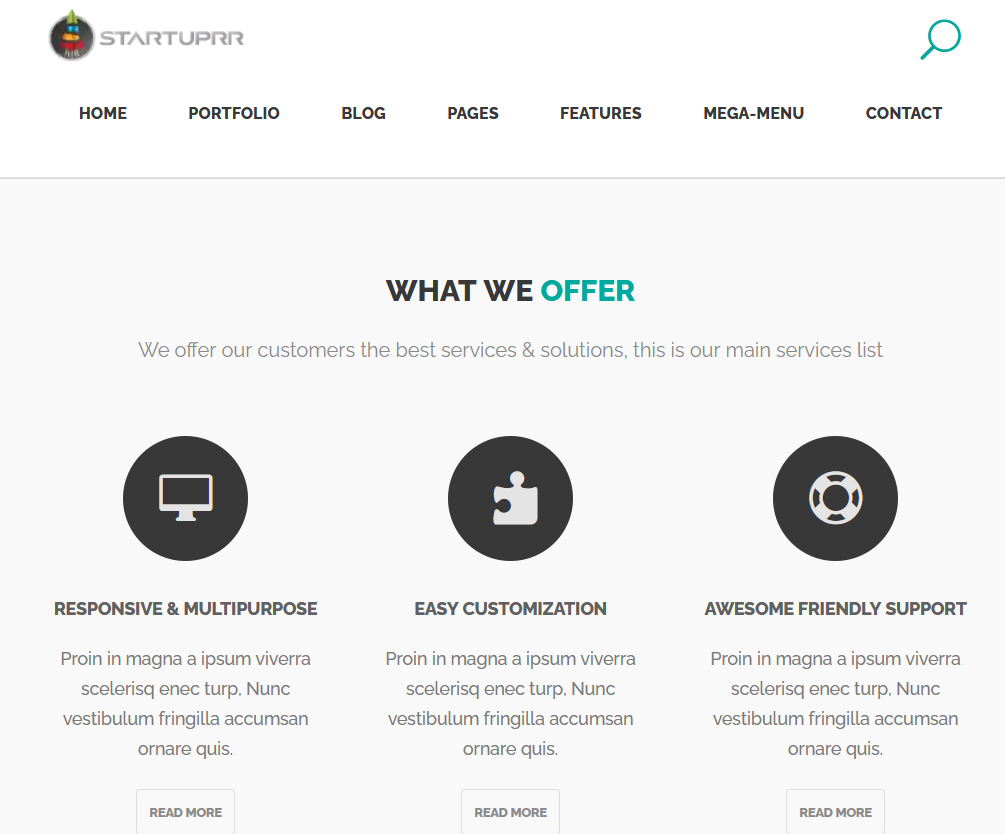 STARTUPRR
HOME PORTFOLIO BLOG PAGES FEATURES MEGA-MENU CONTACT
WHAT WE OFFER
We offer our customers the best services & solutions, this is our main services list
RESPONSIVE & MULTIPURPOSE
Proin in magna a ipsum viverra
scelerisq enec turp, Nunc
vestibulum fringilla accumsan
ornare quis.
READ MORE
EASY CUSTOMIZATION
Proin in magna a ipsum viverra
scelerisq enec turp, Nunc
vestibulum fringilla accumsan
ornare quis.
READ MORE
AWESOME FRIENDLY SUPPORT
Proin in magna a ipsum viverra
scelerisq enec turp, Nunc
vestibulum fringilla accumsan
ornare quis.
READ MORE